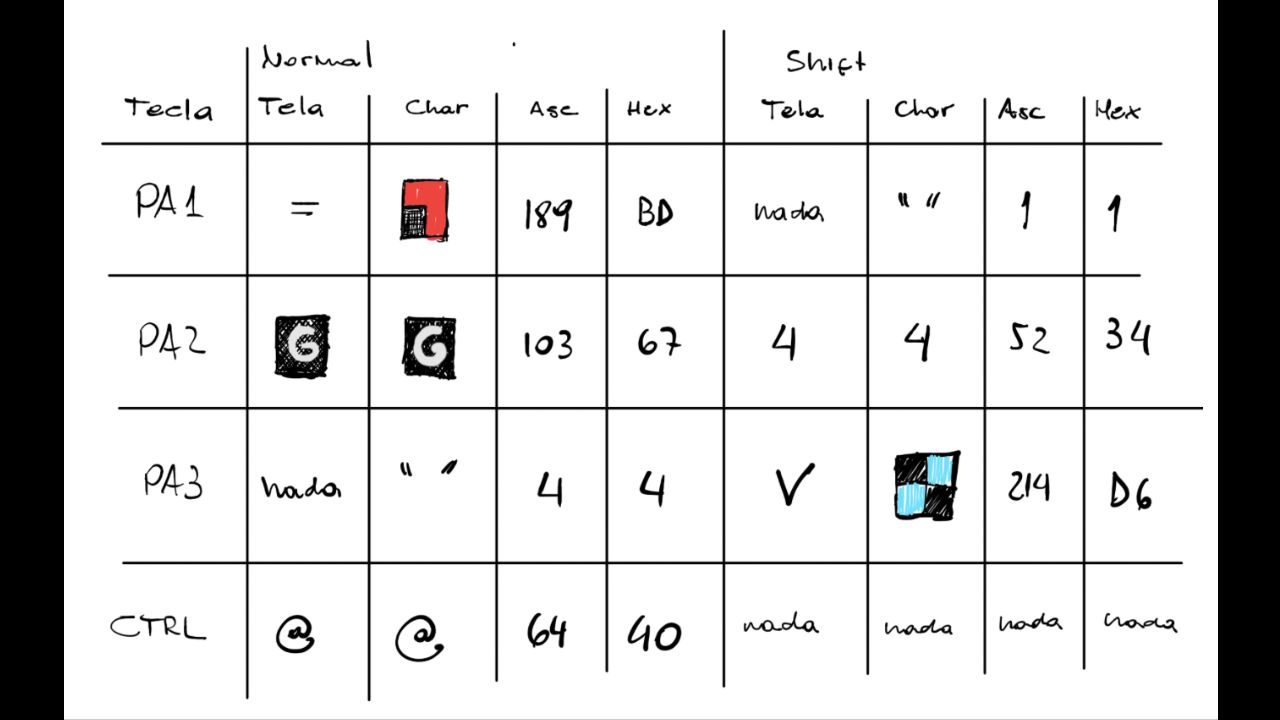 Normal Shift
Tecla Tela Char Asc Hex Tela Char Asc Hex
PA1 = 189 BD nada " " 1 1
PA2 G G 103 67 4 4 52 34
PA3 nada " " 4 4 V 214 D6
CTRL @ @ 64 40 nada nada nada nada